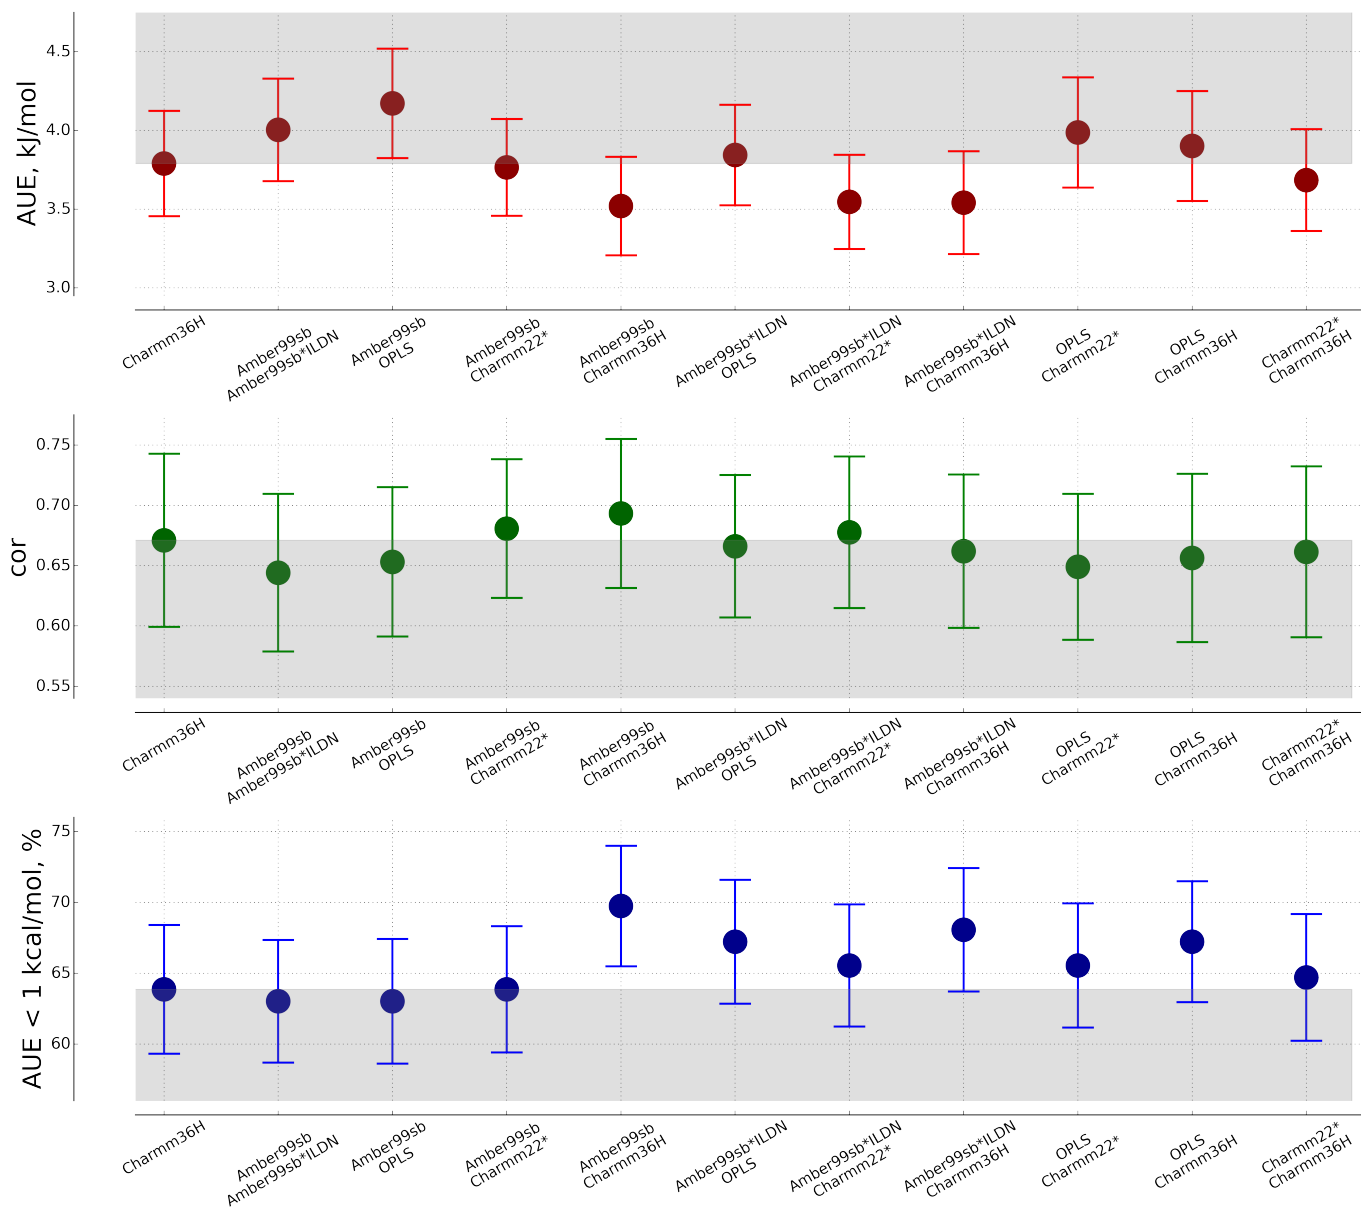 AUE, kJ/mol
4.5
4.0
3.5
3.0
Charmm36H
Amber99sb
Amber99sb*ILDN
Amber99sb
OPLS
Amber99sb
Charmm22*
Amber99sb
Charmm36H
Amber99sb*ILDN
OPLS
Amber99sb*ILDN
Charmm22*
Amber99sb*ILDN
Charmm36H
OPLS
Charmm22*
OPLS
Charmm36H
Charmm22*
Charmm36H
cor
0.75
0.70
0.65
0.60
0.55
Charmm36H
Amber99sb
Amber99sb*ILDN
Amber99sb
OPLS
Amber99sb
Charmm22*
Amber99sb
Charmm36H
Amber99sb*ILDN
OPLS
Amber99sb*ILDN
Charmm22*
Amber99sb*ILDN
Charmm36H
OPLS
Charmm22*
OPLS
Charmm36H
Charmm22*
Charmm36H
AUE < 1 kcal/mol, %
75
70
65
60
Charmm36H
Amber99sb
Amber99sb*ILDN
Amber99sb
OPLS
Amber99sb
Charmm22*
Amber99sb
Charmm36H
Amber99sb*ILDN
OPLS
Amber99sb*ILDN
Charmm22*
Amber99sb*ILDN
Charmm36H
OPLS
Charmm22*
OPLS
Charmm36H
Charmm22*
Charmm36H